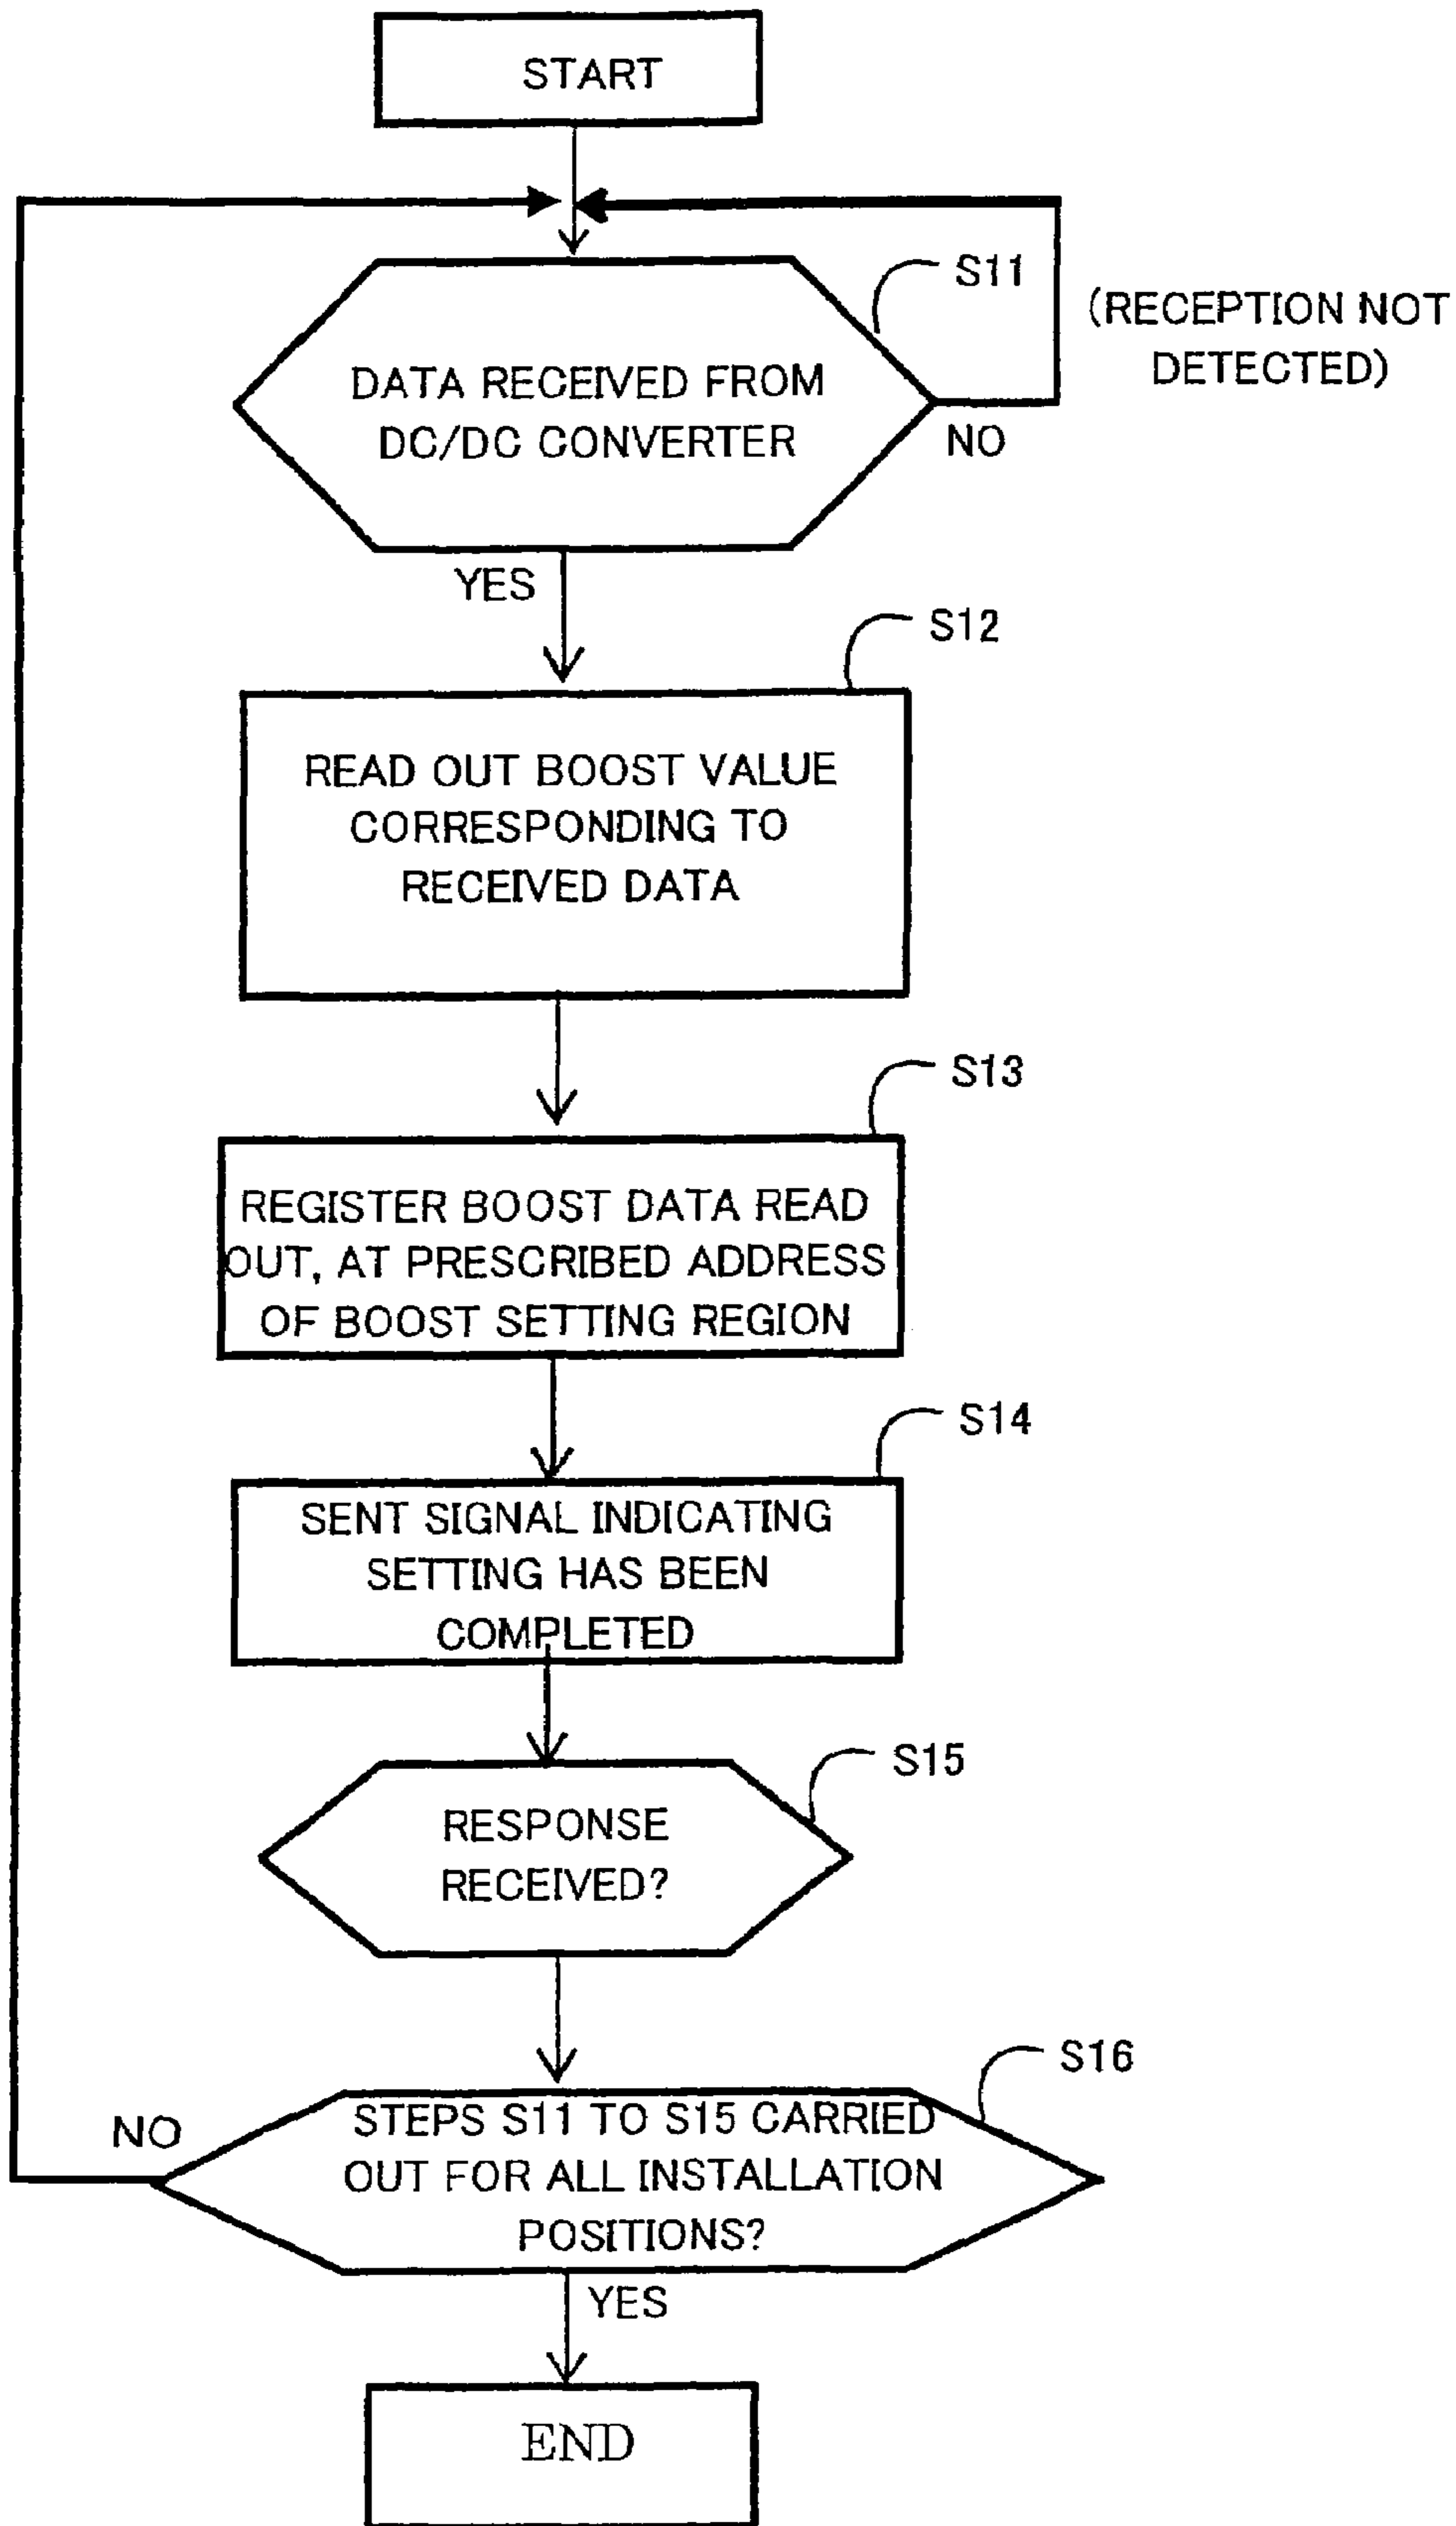 START
S11
(RECEPTION NOT
DETECTED)
DATA RECEIVED FROM
DC/DC CONVERTER
NO
YES
S12
READ OUT BOOST VALUE
CORRESPONDING TO
RECEIVED DATA
S13
REGISTER BOOST DATA READ
OUT, AT PRESCRIBED ADDRESS
OF BOOST SETTING REGION
S14
SENT SIGNAL INDICATING
SETTING HAS BEEN
COMPLETED
S15
RESPONSE
RECEIVED?
S16
NO
STEPS S11 TO S15 CARRIED
OUT FOR ALL INSTALLATION
POSITIONS?
YES
END